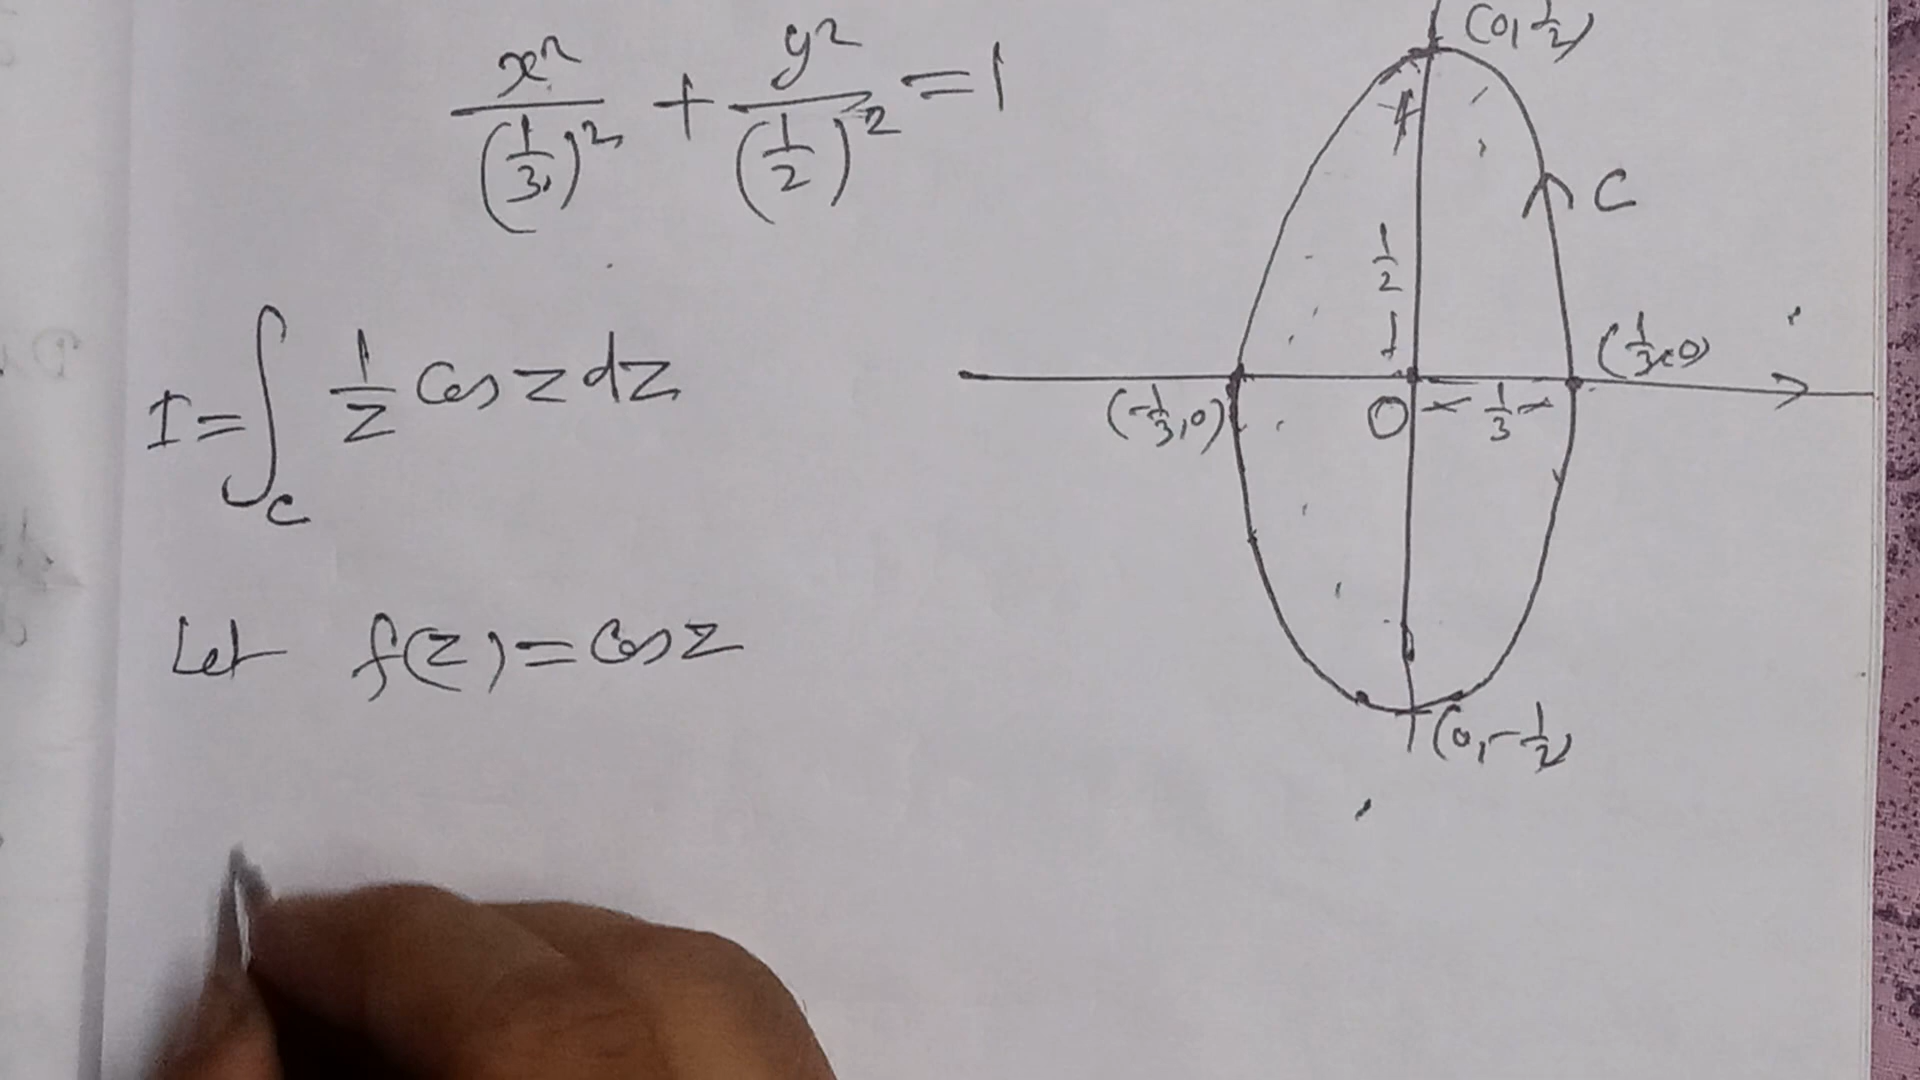 x²/(1/3)² + y²/(1/2)² = 1
I = ∫_C 1/z cos z dz
Let f(z) = cos z
(0, 1/2)
C
1/2
(1/3, 0)
(-1/3, 0)
O
1/3
(0, -1/2)